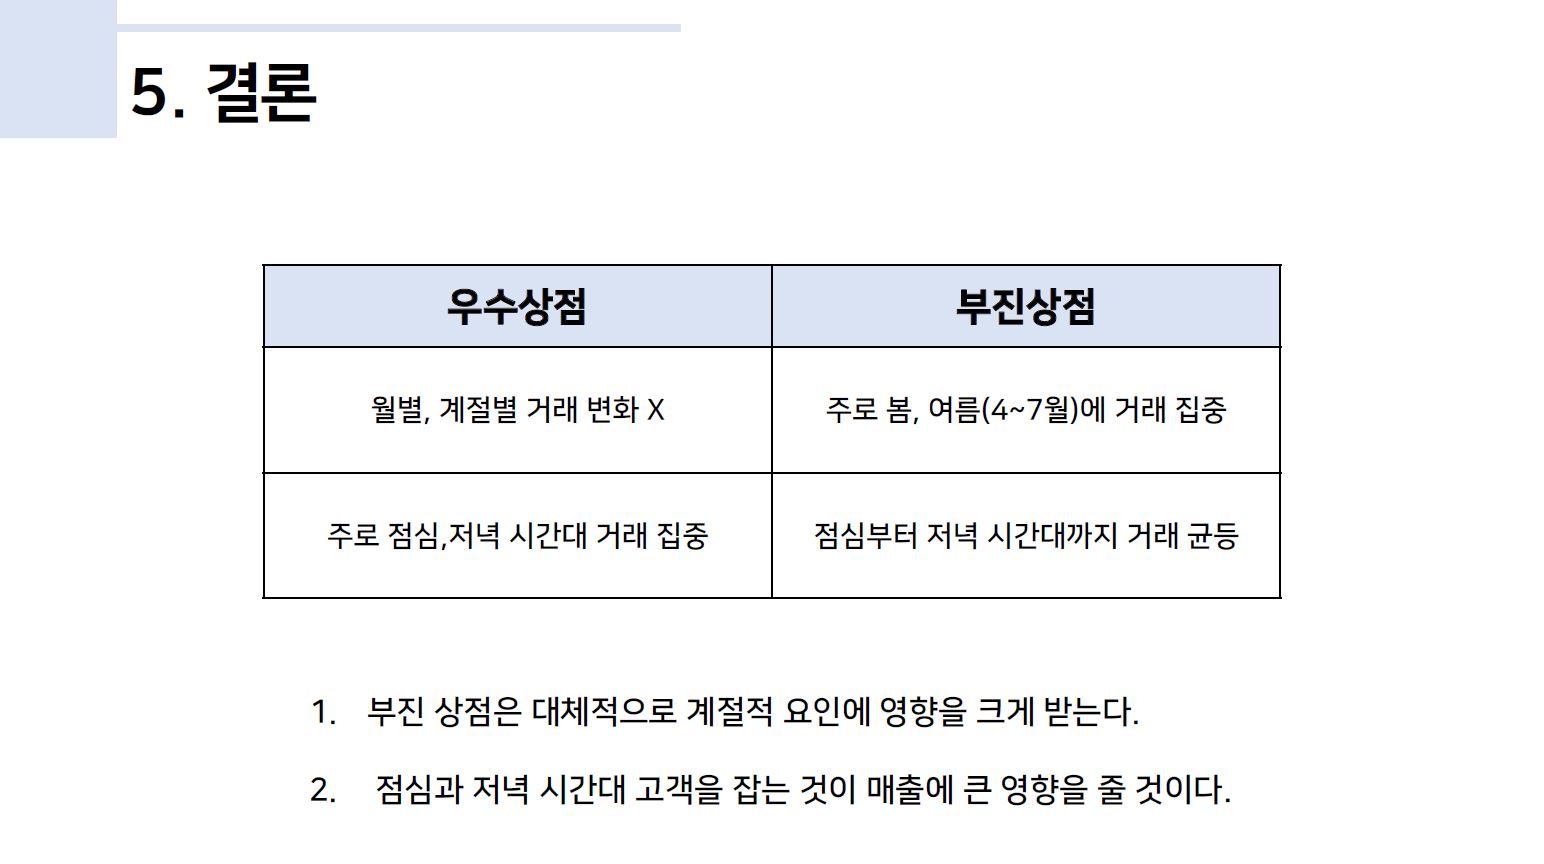 5. 결론
우수상점 부진상점
월별, 계절별 거래 변화 X 주로 봄, 여름(4~7월)에 거래 집중
주로 점심,저녁 시간대 거래 집중 점심부터 저녁 시간대까지 거래 균등
1. 부진 상점은 대체적으로 계절적 요인에 영향을 크게 받는다.
2. 점심과 저녁 시간대 고객을 잡는 것이 매출에 큰 영향을 줄 것이다.